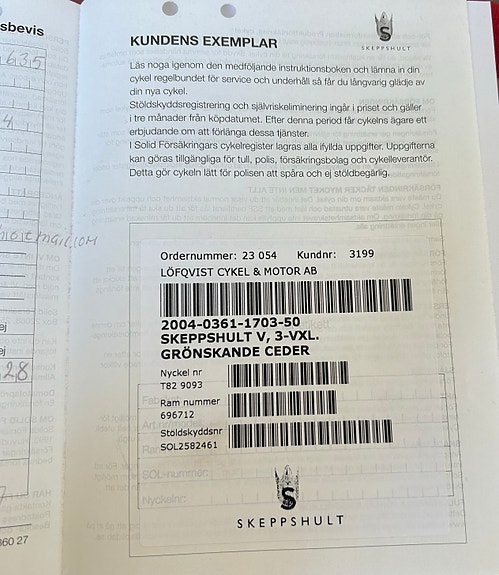 sbevis
635
4
hotmail.com
ej
ej
28
360 27
KUNDENS EXEMPLAR
SKEPPSHULT
Läs noga igenom den medföljande instruktionsboken och lämna in din
cykel regelbundet för service och underhåll så får du långvarig glädje av
din nya cykel.
Stöldskyddsregistrering och självriskeliminering ingår i priset och gäller
i tre månader från köpdatumet. Efter denna period får cykelns ägare ett
erbjudande om att förlänga dessa tjänster.
I Solid Försäkringars cykelregister lagras alla ifyllda uppgifter. Uppgifterna
kan göras tillgängliga för tull, polis, försäkringsbolag och cykelleverantör.
Detta gör cykeln lätt för polisen att spåra och ej stöldbegärlig.
Ordernummer: 23 054 Kundnr: 3199
LÖFQVIST CYKEL & MOTOR AB
2004-0361-1703-50
SKEPPSHULT V, 3-VXL.
GRÖNSKANDE CEDER
Nyckel nr
T82 9093
Ram nummer
696712
Stöldskyddsnr
SOL2582461
SOL-nummer:
Nyckelnr:
S
SKEPPSHULT